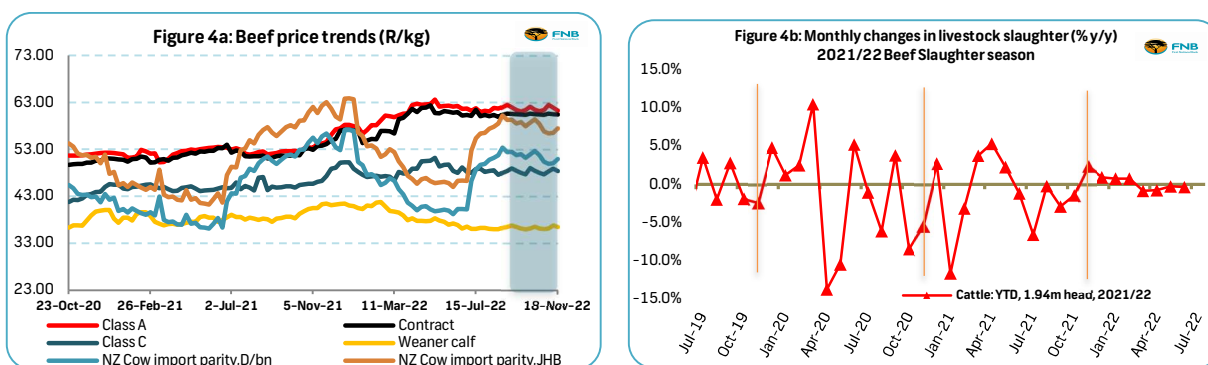 Figure 4a: Beef price trends (R/kg)
FNB
73.00
63.00
53.00
43.00
33.00
23.00
23-Oct-20 26-Feb-21 2-Jul-21 5-Nov-21 11-Mar-22 15-Jul-22 18-Nov-22
Class A Contract
Class C Weaner calf
NZ Cow import parity,D/bn NZ Cow import parity,JHB
Figure 4b: Monthly changes in livestock slaughter (% y/y)
2021/22 Beef Slaughter season
FNB
15.0%
10.0%
5.0%
0.0%
-5.0%
-10.0%
-15.0%
Cattle: YTD, 1.94m head, 2021/22
Jul-19 Oct-19 Jan-20 Apr-20 Jul-20 Oct-20 Jan-21 Apr-21 Jul-21 Oct-21 Jan-22 Apr-22 Jul-22